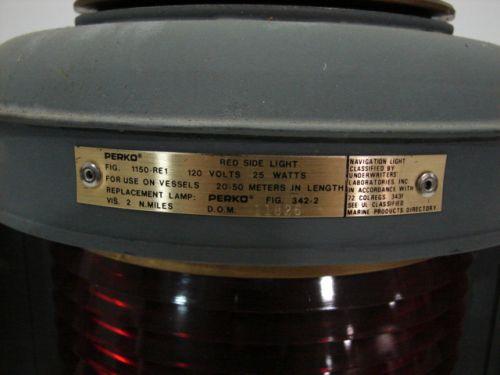 PERKO® RED SIDE LIGHT
FIG. 1150-RE1 120 VOLTS 25 WATTS
FOR USE ON VESSELS 20-50 METERS IN LENGTH
REPLACEMENT LAMP: PERKO® FIG. 342-2
VIS. 2 N.MILES D.O.M.
NAVIGATION LIGHT
CLASSIFIED BY
UNDERWRITERS
LABORATORIES INC.
IN ACCORDANCE WITH
72 COLREGS 3431
SEE UL CLASSIFIED
MARINE PRODUCTS DIRECTORY